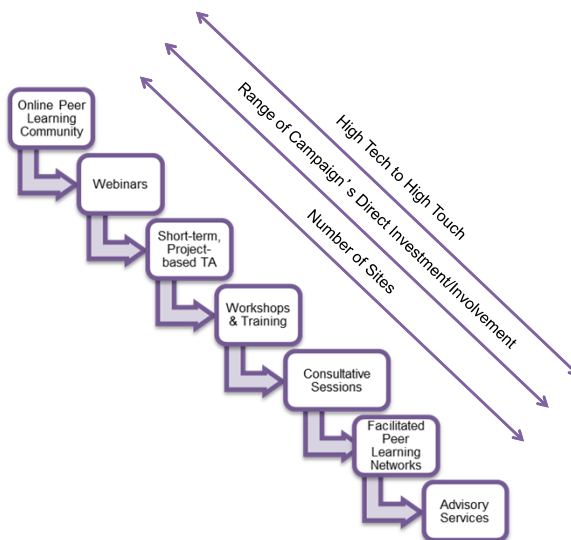 Online Peer
Learning
Community
Webinars
Short-term,
Project-
based TA
Workshops
& Training
Consultative
Sessions
Facilitated
Peer
Learning
Networks
Advisory
Services
High Tech to High Touch
Range of Campaign's Direct Investment/Involvement
Number of Sites